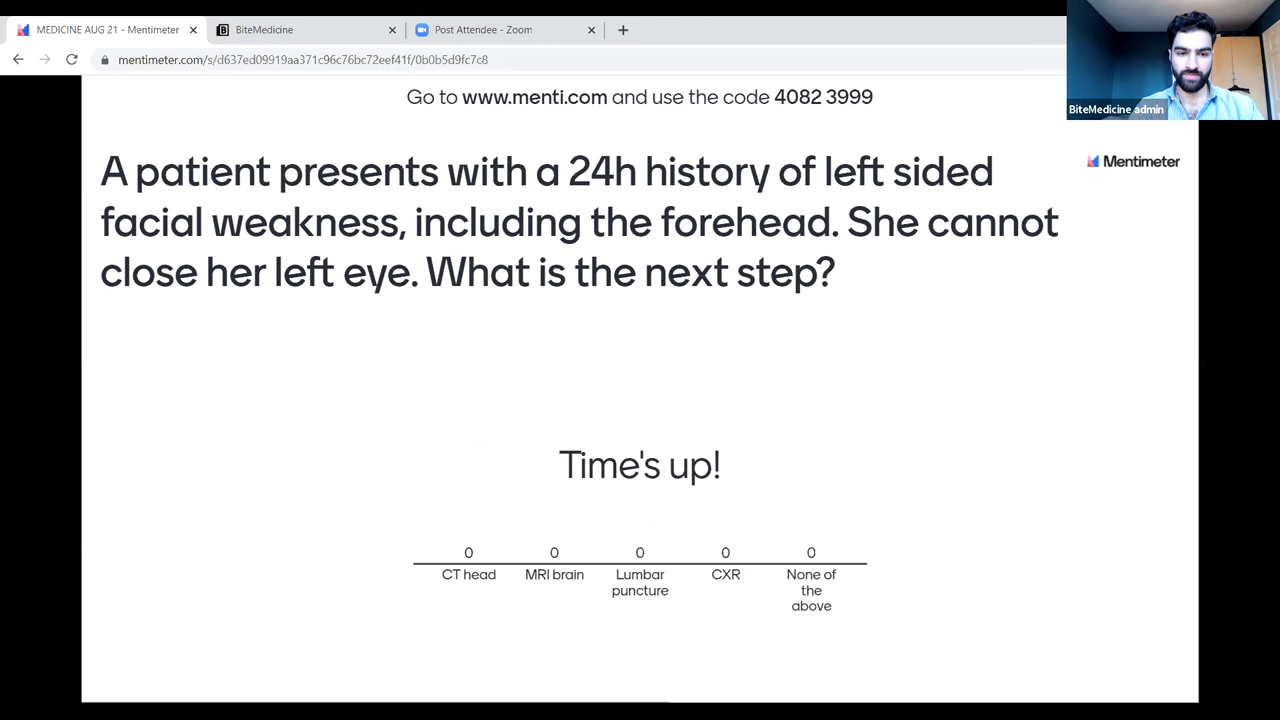 MEDICINE AUG 21 - Mentimeter
BiteMedicine
Post Attendee - Zoom
mentimeter.com/s/d637ed09919aa371c96c76bc72eef41f/0b0b5d9fc7c8
BiteMedicine admin
Go to www.menti.com and use the code 4082 3999
Mentimeter
A patient presents with a 24h history of left sided
facial weakness, including the forehead. She cannot
close her left eye. What is the next step?
Time's up!
0 0 0 0 0
CT head MRI brain Lumbar CXR None of
puncture the
above